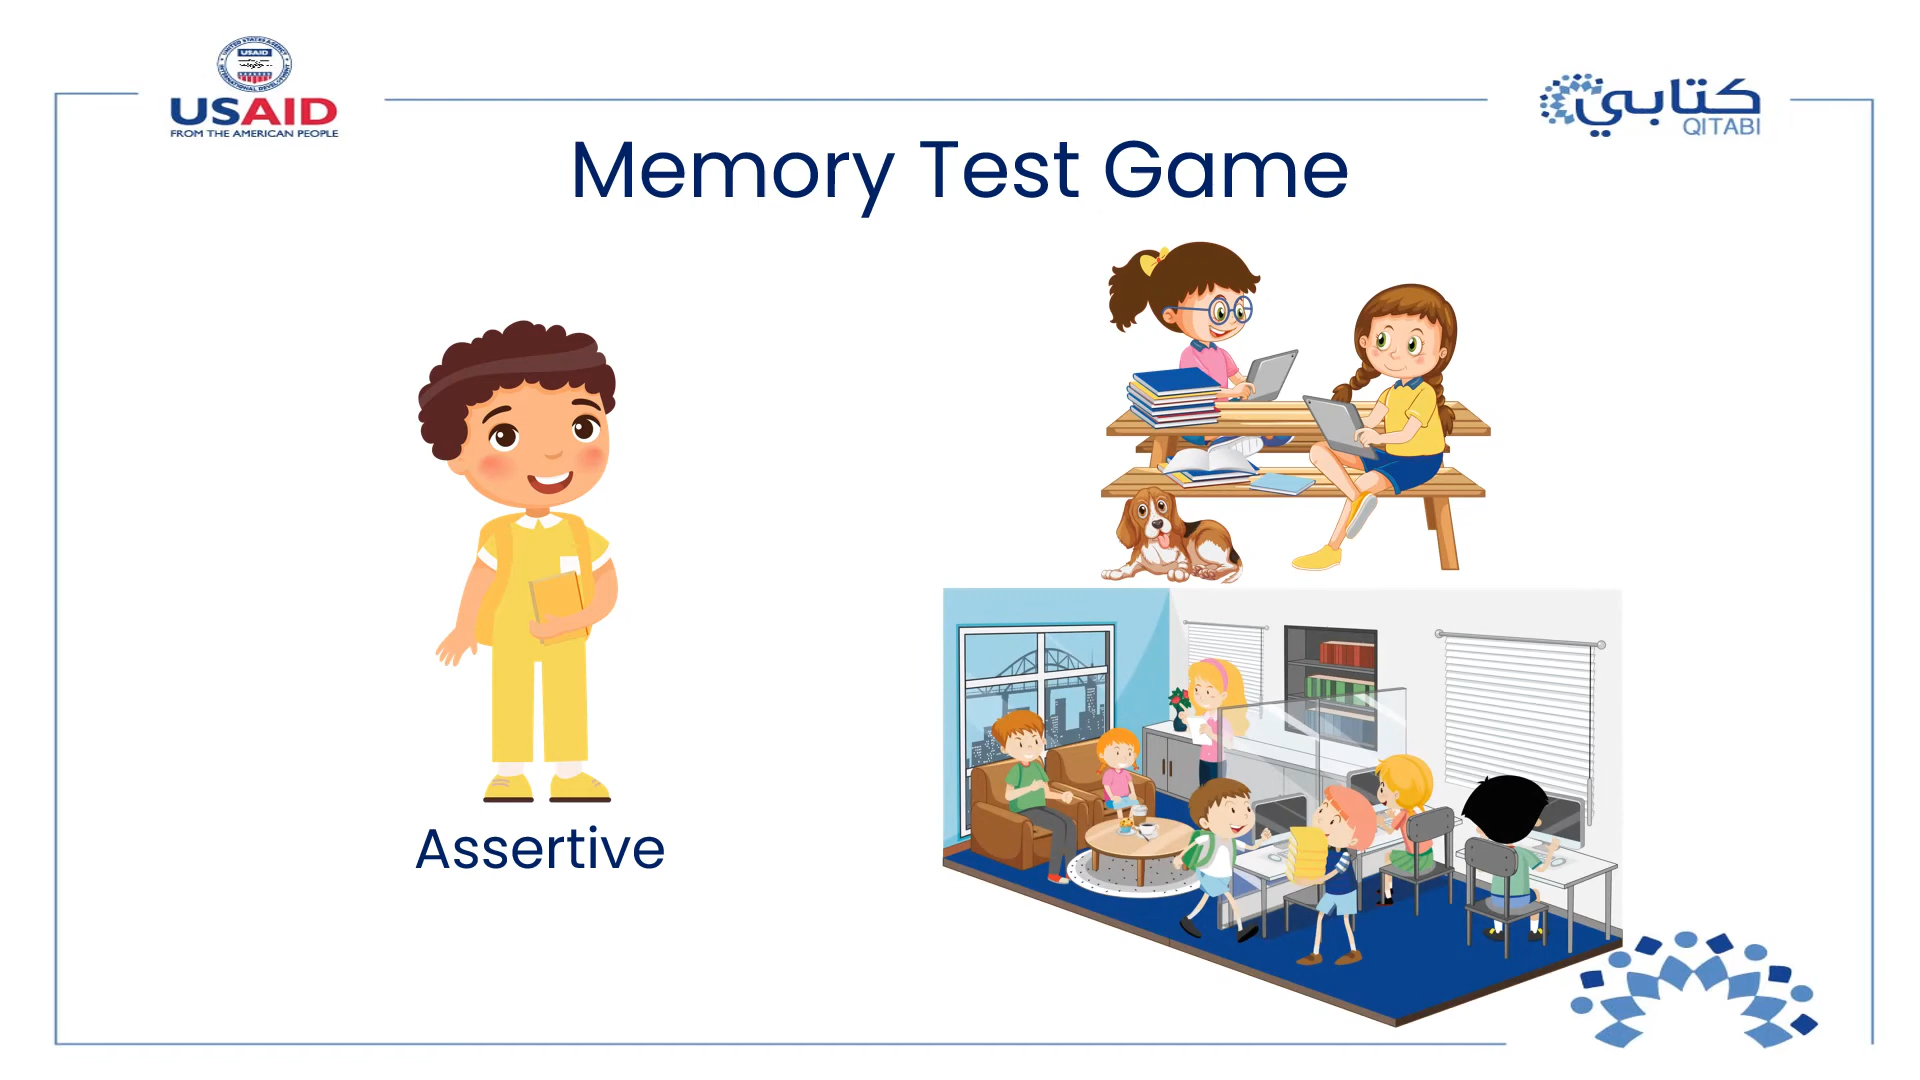 USAID
FROM THE AMERICAN PEOPLE
كتابي
QITABI
Memory Test Game
Assertive